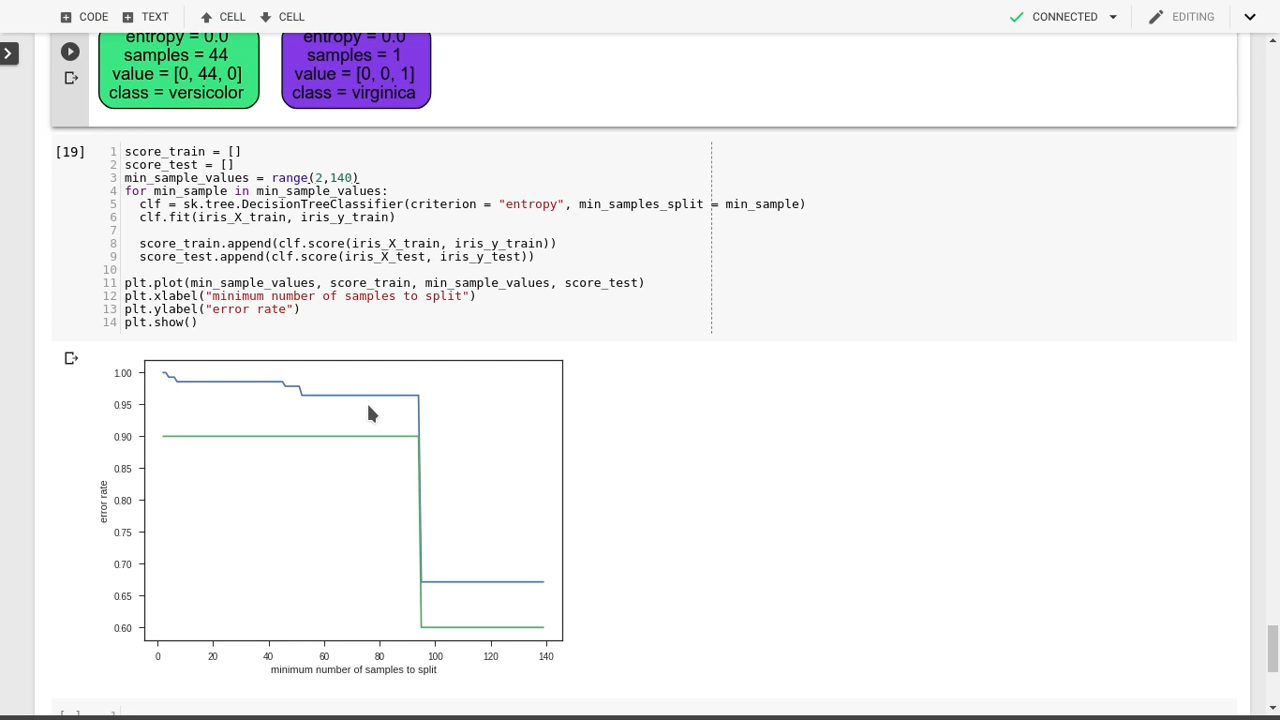 CODE TEXT CELL CELL CONNECTED EDITING
entropy = 0.0 entropy = 0.0
samples = 44 samples = 1
value = [0, 44, 0] value = [0, 0, 1]
class = versicolor class = virginica
[19] 1 score_train = []
2 score_test = []
3 min_sample_values = range(2,140)
4 for min_sample in min_sample_values:
5 clf = sk.tree.DecisionTreeClassifier(criterion = "entropy", min_samples_split = min_sample)
6 clf.fit(iris_X_train, iris_y_train)
7
8 score_train.append(clf.score(iris_X_train, iris_y_train))
9 score_test.append(clf.score(iris_X_test, iris_y_test))
10
11 plt.plot(min_sample_values, score_train, min_sample_values, score_test)
12 plt.xlabel("minimum number of samples to split")
13 plt.ylabel("error rate")
14 plt.show()
1.00
0.95
0.90
0.85
0.80
0.75
0.70
0.65
0.60
error rate
0 20 40 60 80 100 120 140
minimum number of samples to split